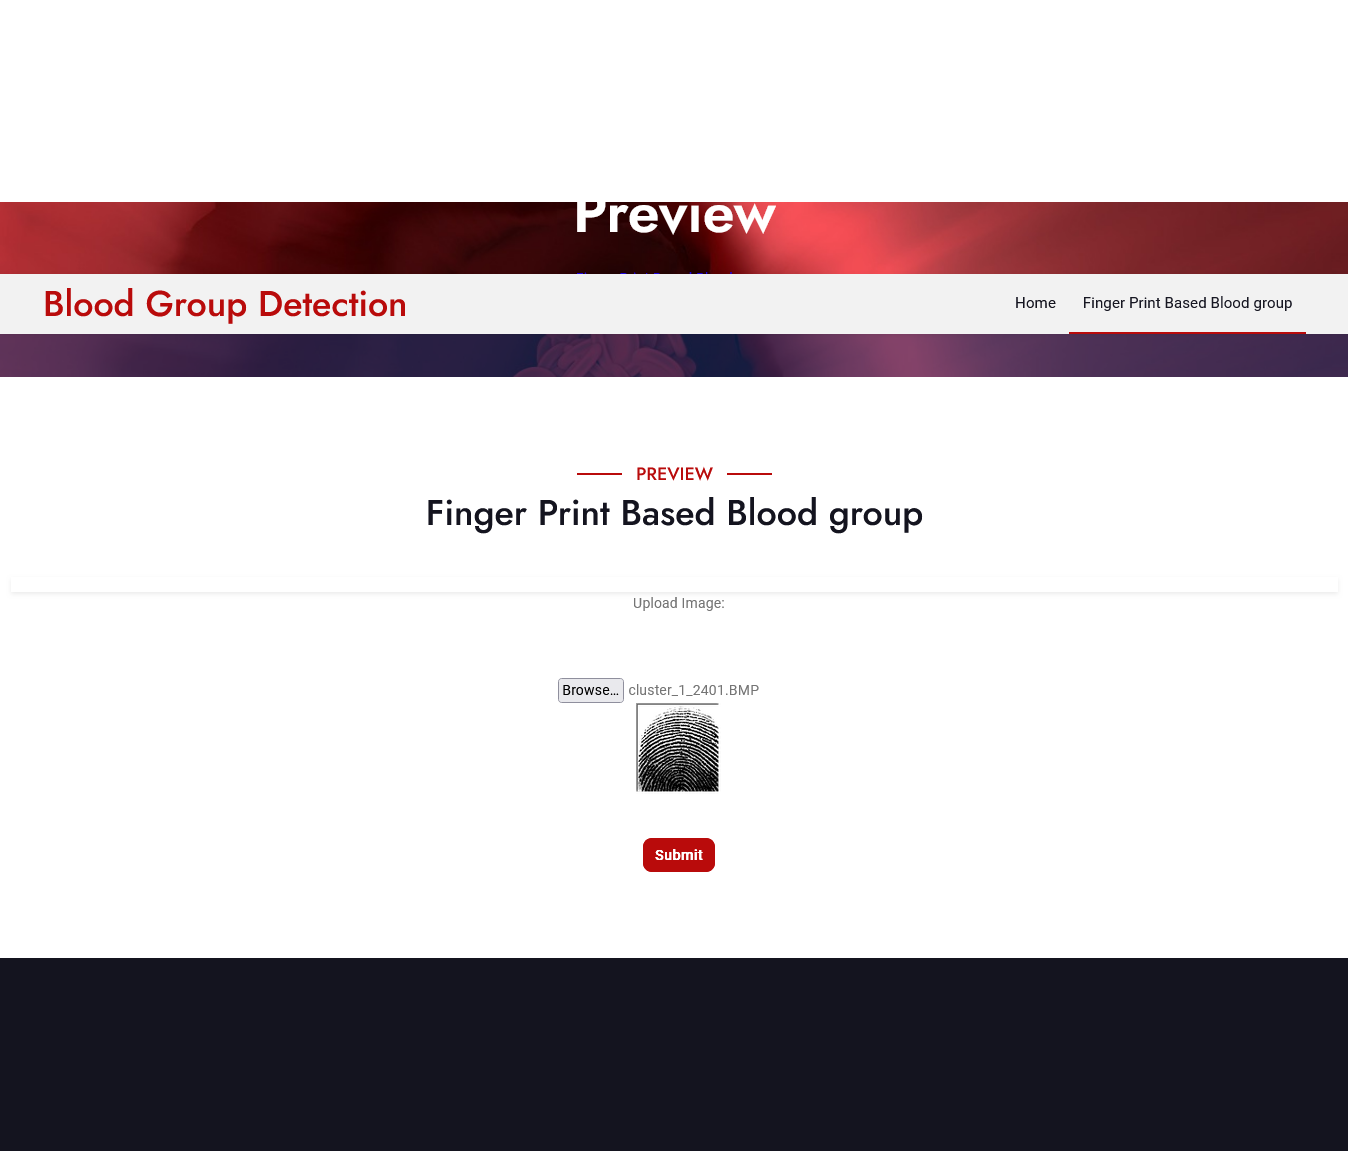 Preview
Blood Group Detection
Home
Finger Print Based Blood group
PREVIEW
Finger Print Based Blood group
Upload Image:
Browse…
cluster_1_2401.BMP
Submit